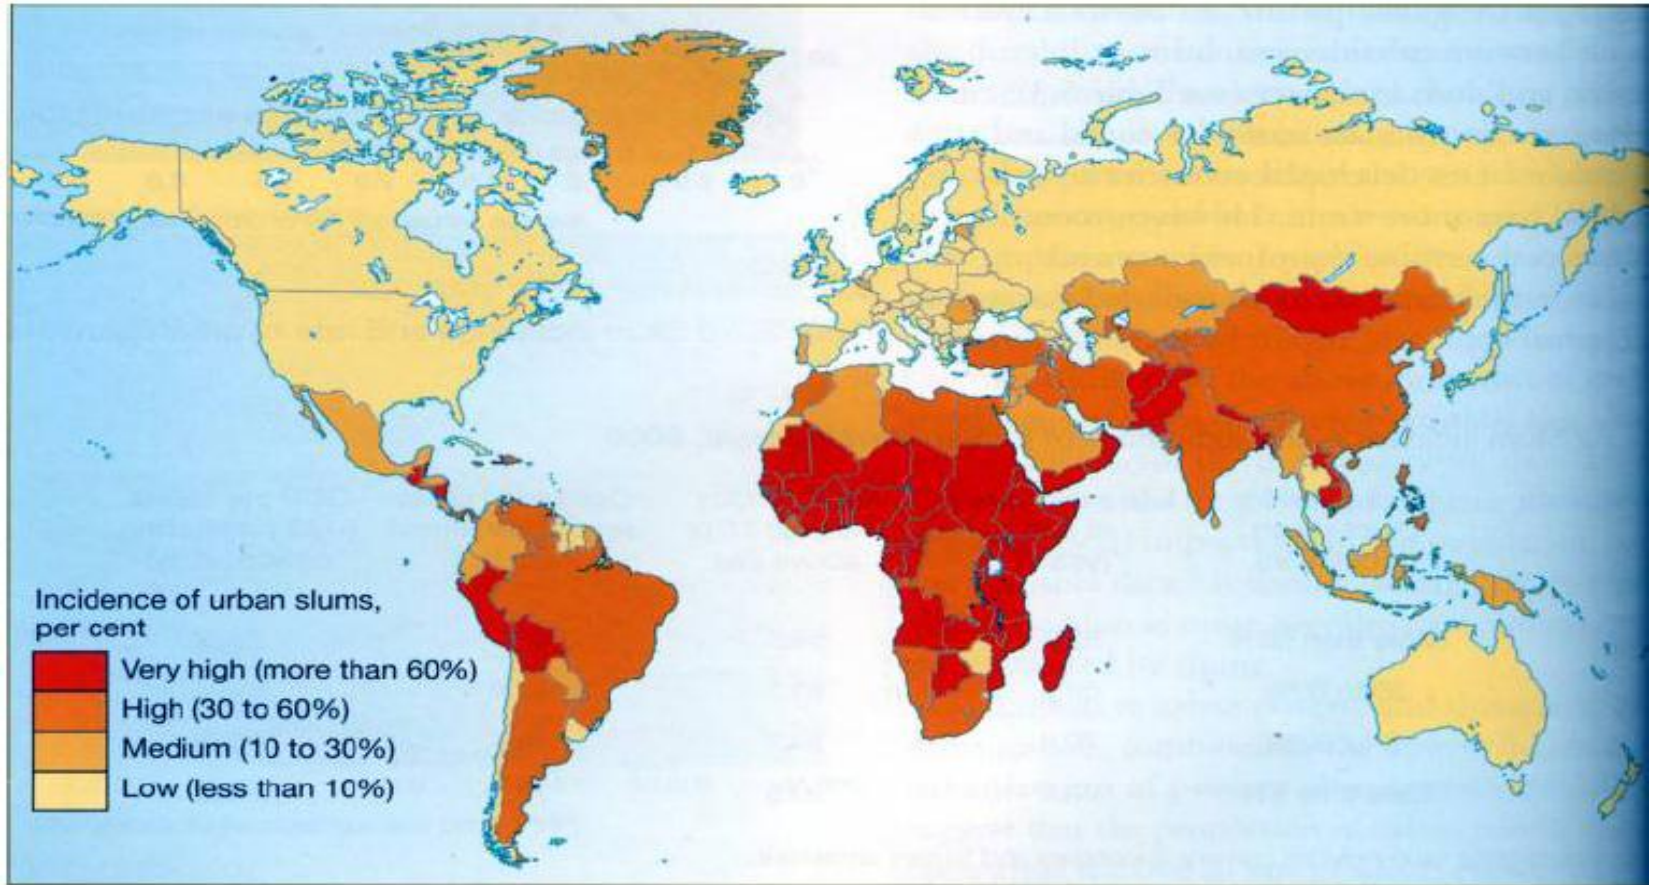 Incidence of urban slums,
per cent
Very high (more than 60%)
High (30 to 60%)
Medium (10 to 30%)
Low (less than 10%)